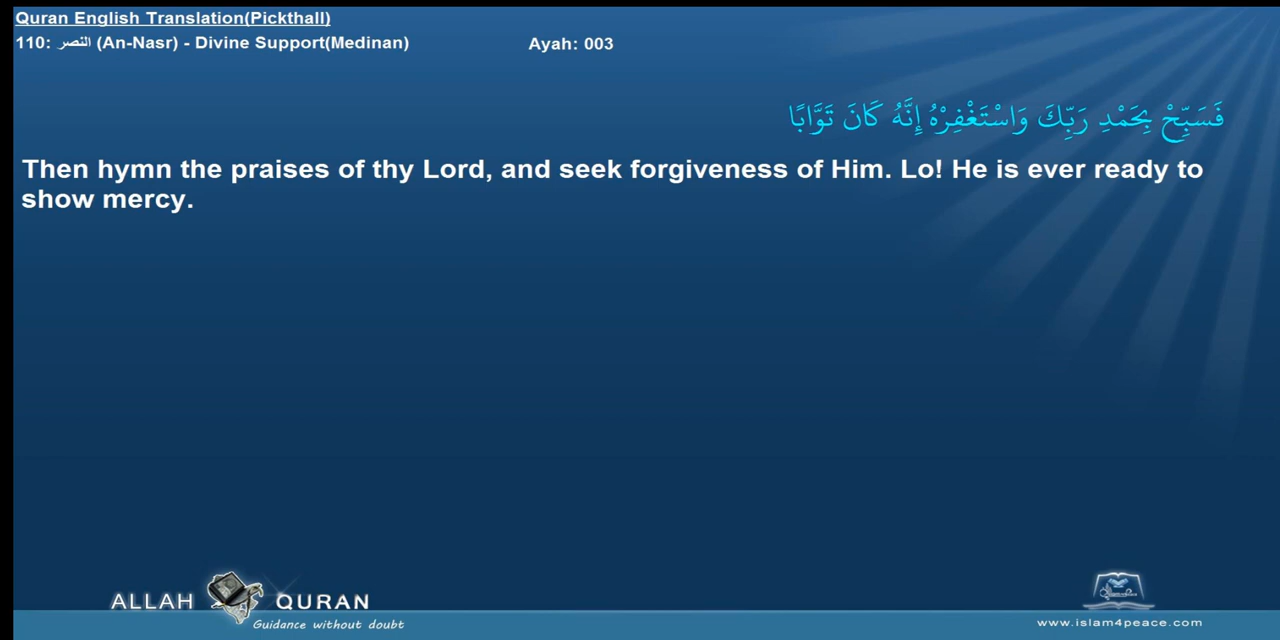 Quran English Translation(Pickthall)
110: النصر (An-Nasr) - Divine Support(Medinan) Ayah: 003
فَسَبِّحْ بِحَمْدِ رَبِّكَ وَاسْتَغْفِرْهُ إِنَّهُ كَانَ تَوَّابًا
Then hymn the praises of thy Lord, and seek forgiveness of Him. Lo! He is ever ready to
show mercy.
ALLAH QURAN
Guidance without doubt
www.islam4peace.com